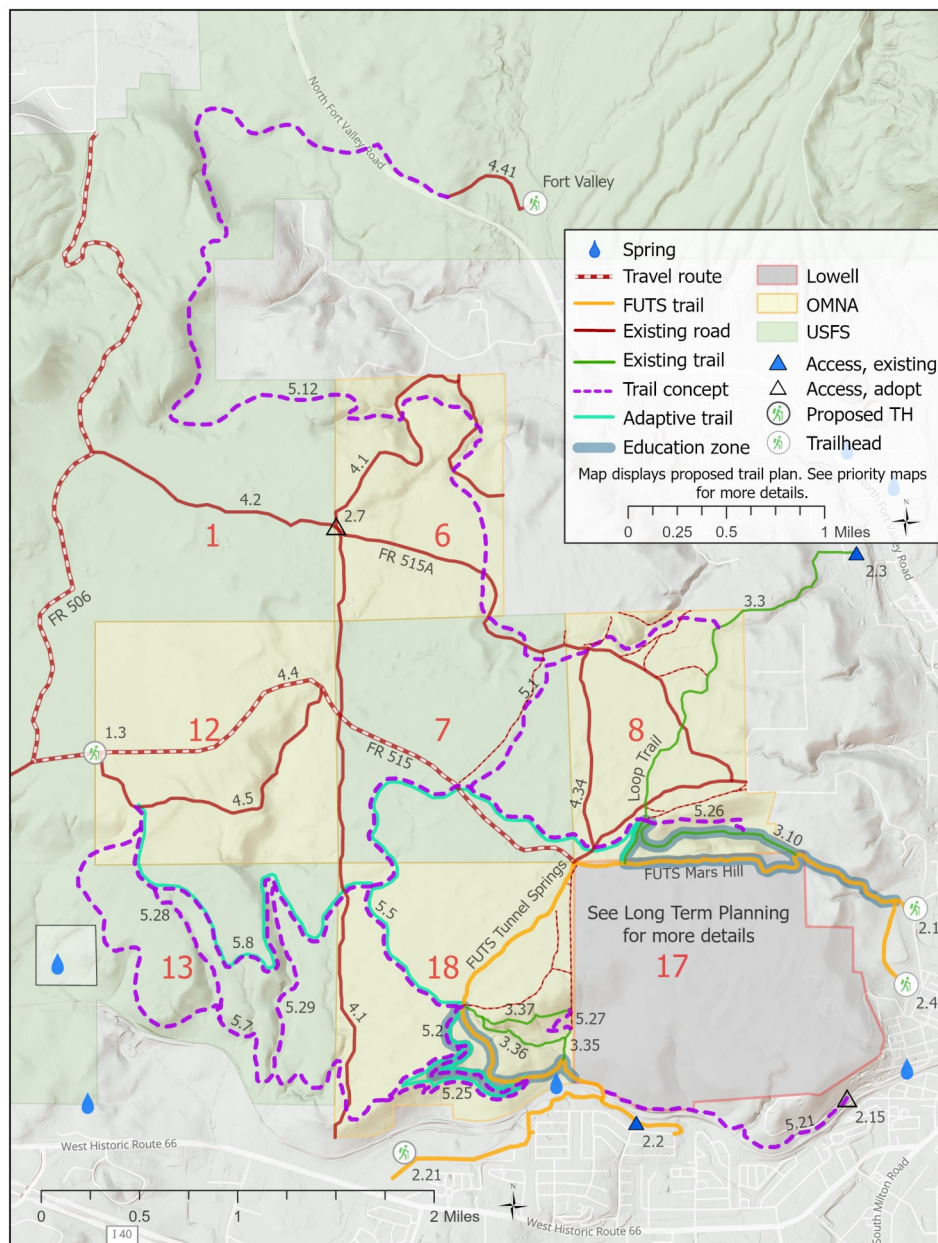 North Fort Valley Road
4.41
Fort Valley
Spring
Travel route
FUTS trail
Existing road
Existing trail
Trail concept
Adaptive trail
Education zone
Lowell
OMNA
USFS
Access, existing
Access, adopt
Proposed TH
Trailhead
Map displays proposed trail plan. See priority maps
for more details.
0 0.25 0.5 1 Miles
N
North Fort Valley Road
5.12
4.1
4.2
2.7
1
6
FR 515A
2.3
3.3
FR 506
5.1
4.4
1.3
12
7
8
FR 515
4.34
Loop Trail
4.5
5.26
3.10
FUTS Mars Hill
FUTS Tunnel Springs
See Long Term Planning
for more details
17
2.1
2.4
5.28
5.5
5.8
13
18
5.29
3.37
5.27
5.7
4.1
5.2
3.36
3.35
5.25
5.21
2.15
2.2
2.21
West Historic Route 66
South Milton Road
N
0 0.5 1 2 Miles
I 40
West Historic Route 66